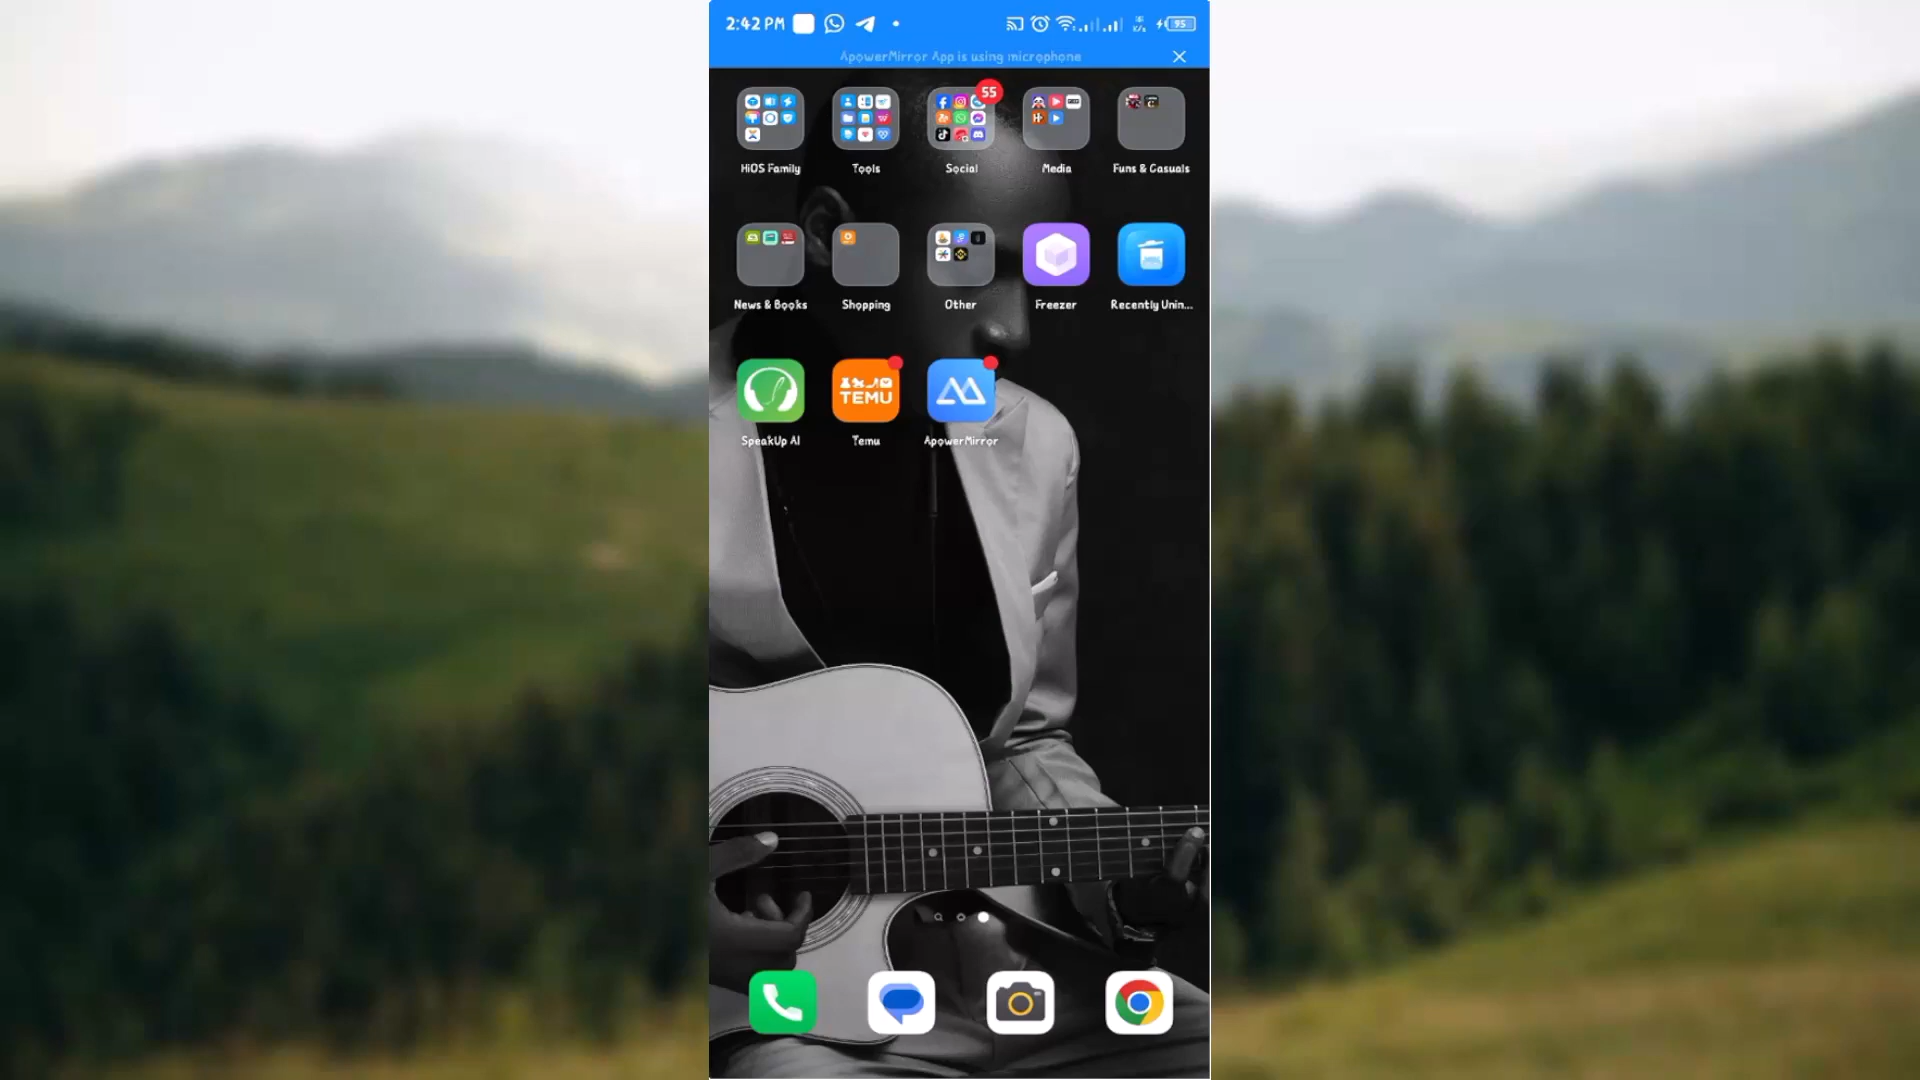 2:42 PM
95
ApowerMirror App is using microphone
55
HiOS Family
Tools
Social
Media
Funs & Casuals
News & Books
Shopping
Other
Freezer
Recently Unin...
TEMU
SpeakUp AI
Temu
ApowerMirror